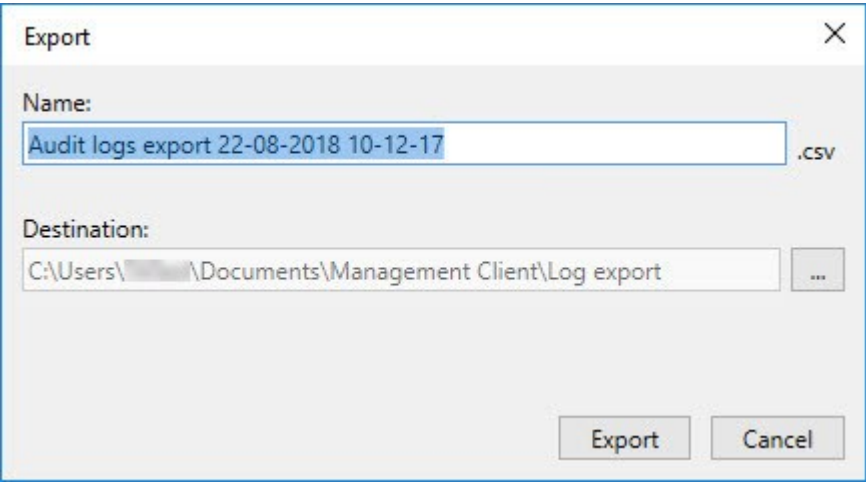 Export
Name:
Audit logs export 22-08-2018 10-12-17 .csv
Destination:
C:\Users\ \Documents\Management Client\Log export ...
Export Cancel